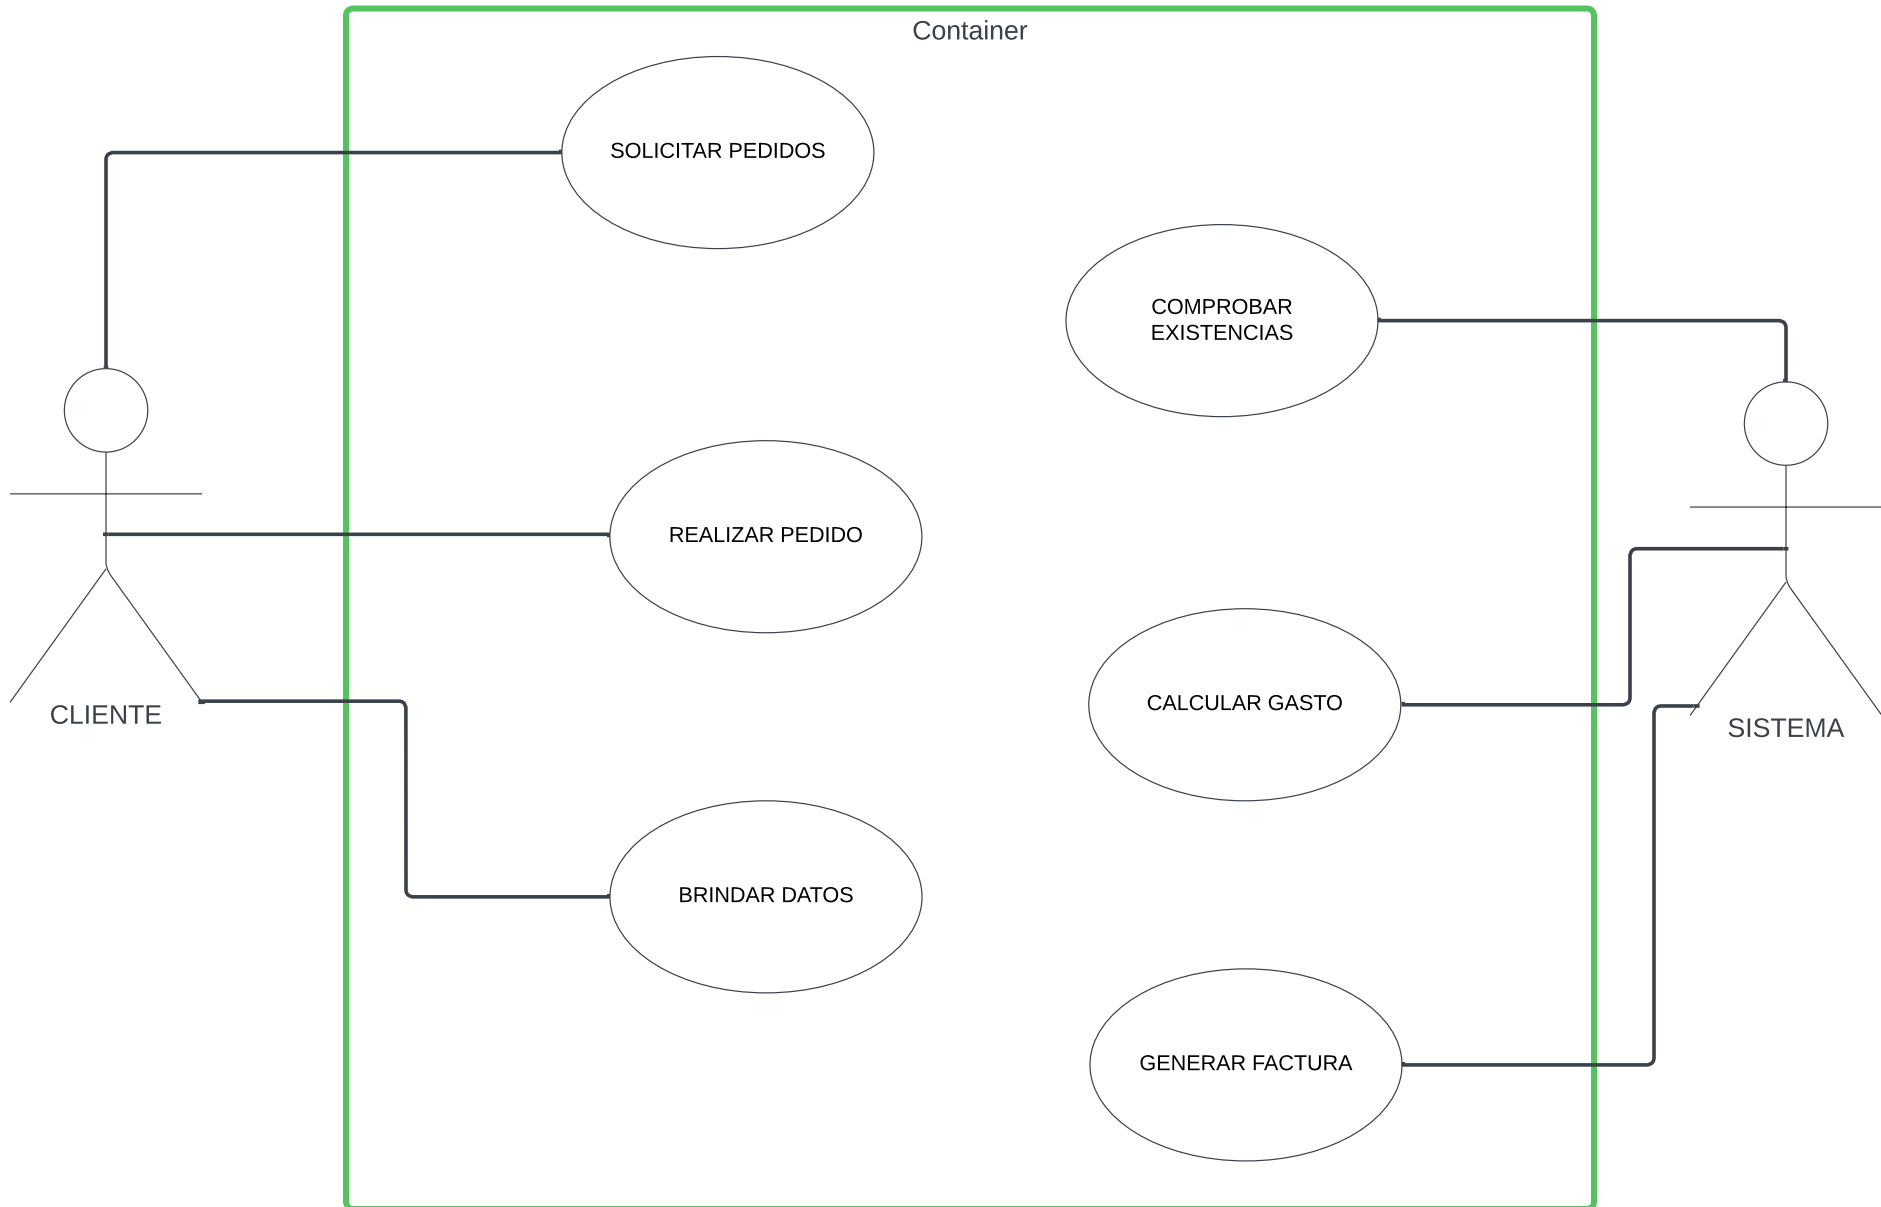 Container
SOLICITAR PEDIDOS
COMPROBAR
EXISTENCIAS
REALIZAR PEDIDO
CALCULAR GASTO
CLIENTE
SISTEMA
BRINDAR DATOS
GENERAR FACTURA